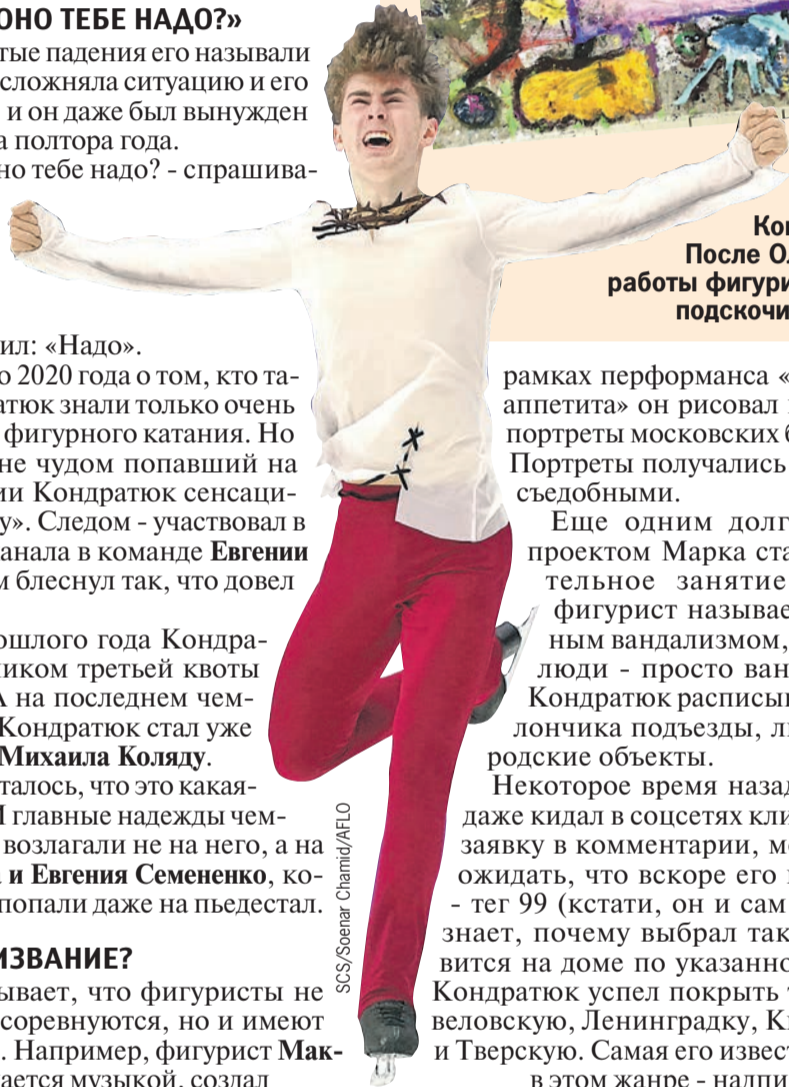 ОНО ТЕБЕ НАДО?»
тые падения его называли
сложняла ситуацию и его
и он даже был вынужден
а полтора года.
но тебе надо? - спрашива-
ил: «Надо».
о 2020 года о том, кто та-
атюк знали только очень
фигурного катания. Но
не чудом попавший на
ии Кондратюк сенсаци-
у». Следом - участвовал в
анала в команде Евгении
м блеснул так, что довел
ошлого года Кондра-
иком третьей квоты
А на последнем чем-
Кондратюк стал уже
Михаила Коляду.
талось, что это какая-
И главные надежды чем-
возлагали не на него, а на
и Евгения Семененко, ко-
попали даже на пьедестал.
ИЗВАНИЕ?
ывает, что фигуристы не
соревнуются, но и имеют
. Например, фигурист Мак-
ается музыкой, создал
SCS/Soenar Chamid/AFLO
Кон
После Ол
работы фигури
подскочи
рамках перформанса «
аппетита» он рисовал
портреты московских б
Портреты получались
съедобными.
Еще одним долг
проектом Марка ста
тельное занятие
фигурист называе
ным вандализмом,
люди - просто ван
Кондратюк расписы
лончика подъезды, л
родские объекты.
Некоторое время назад
даже кидал в соцсетях кли
заявку в комментарии, м
ожидать, что вскоре его
- тег 99 (кстати, он и сам
знает, почему выбрал так
вится на доме по указанно
Кондратюк успел покрыть
веловскую, Ленинградку, К
и Тверскую. Самая его извест
в этом жанре - надпи